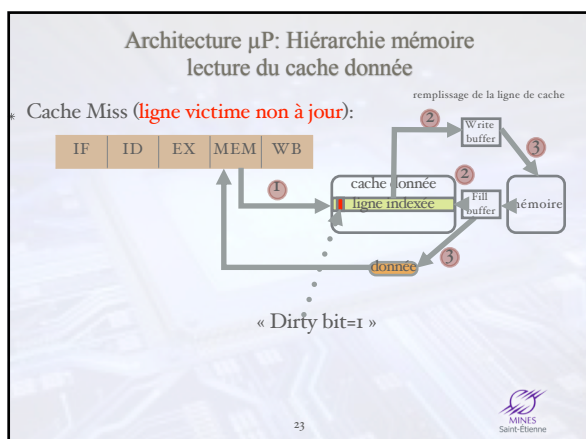 Architecture µP: Hiérarchie mémoire
lecture du cache donnée
remplissage de la ligne de cache
* Cache Miss (ligne victime non à jour):
IF ID EX MEM WB
2
Write
buffer
3
1
cache donnée
2
ligne indexée
Fill
buffer
mémoire
3
donnée
« Dirty bit=1 »
23
MINES
Saint-Étienne